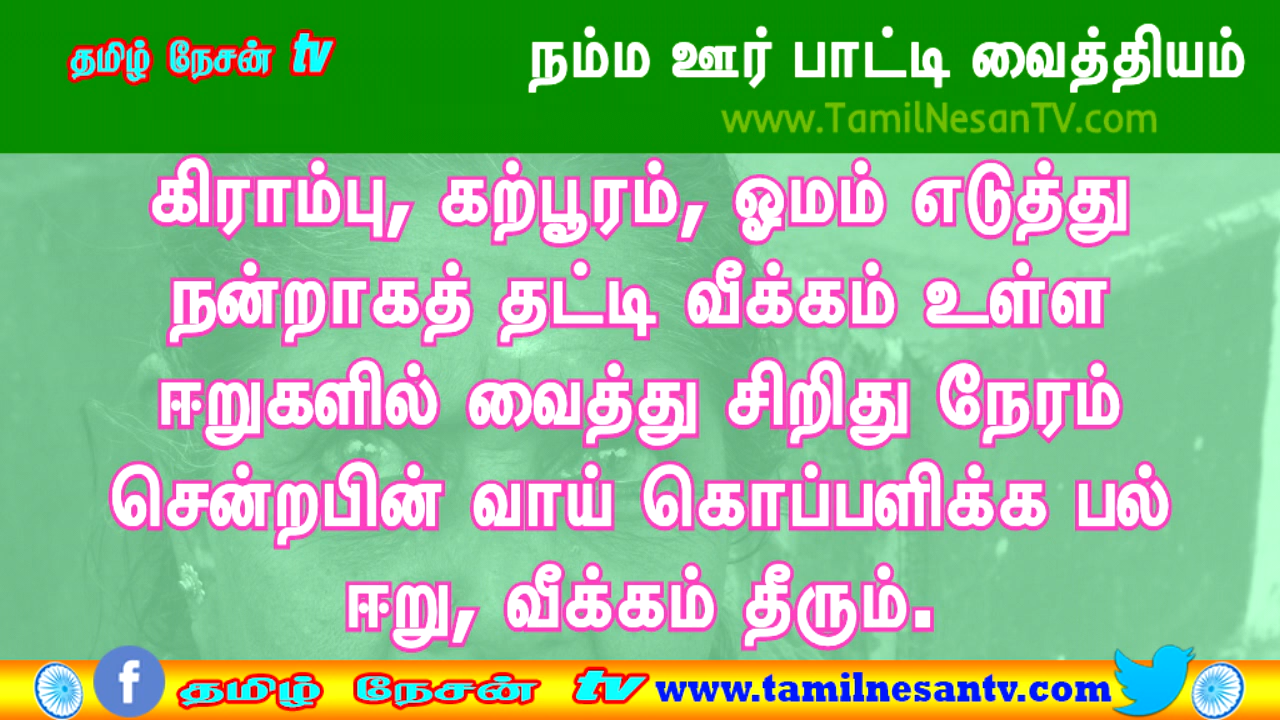 தமிழ் நேசன் tv
நம்ம ஊர் பாட்டி வைத்தியம்
www.TamilNesanTV.com
கிராம்பு, கற்பூரம், ஓமம் எடுத்து
நன்றாகத் தட்டி வீக்கம் உள்ள
ஈறுகளில் வைத்து சிறிது நேரம்
சென்றபின் வாய் கொப்பளிக்க பல்
ஈறு, வீக்கம் தீரும்.
f தமிழ் நேசன் tv www.tamilnesantv.com